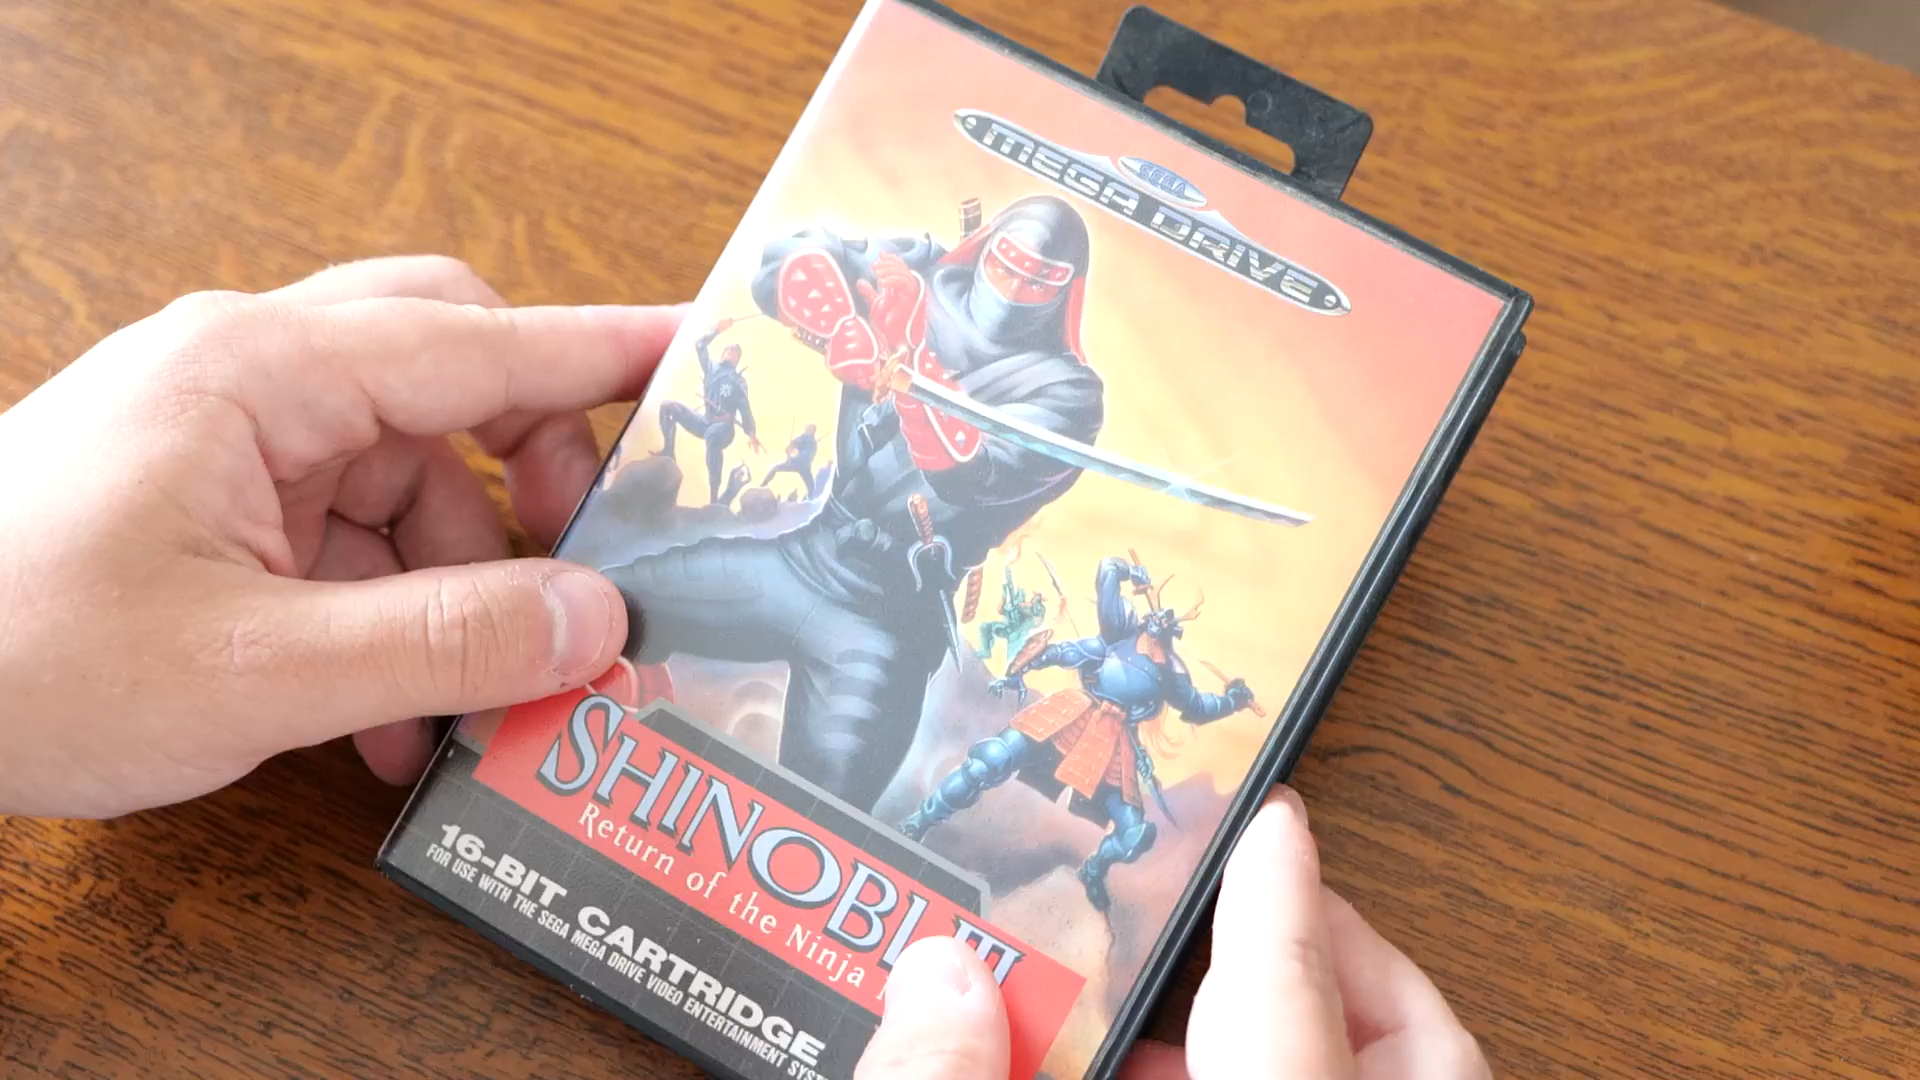 SEGA
MEGA DRIVE
SHINOBI III
Return of the Ninja
16-BIT CARTRIDGE
FOR USE WITH THE SEGA MEGA DRIVE VIDEO ENTERTAINMENT